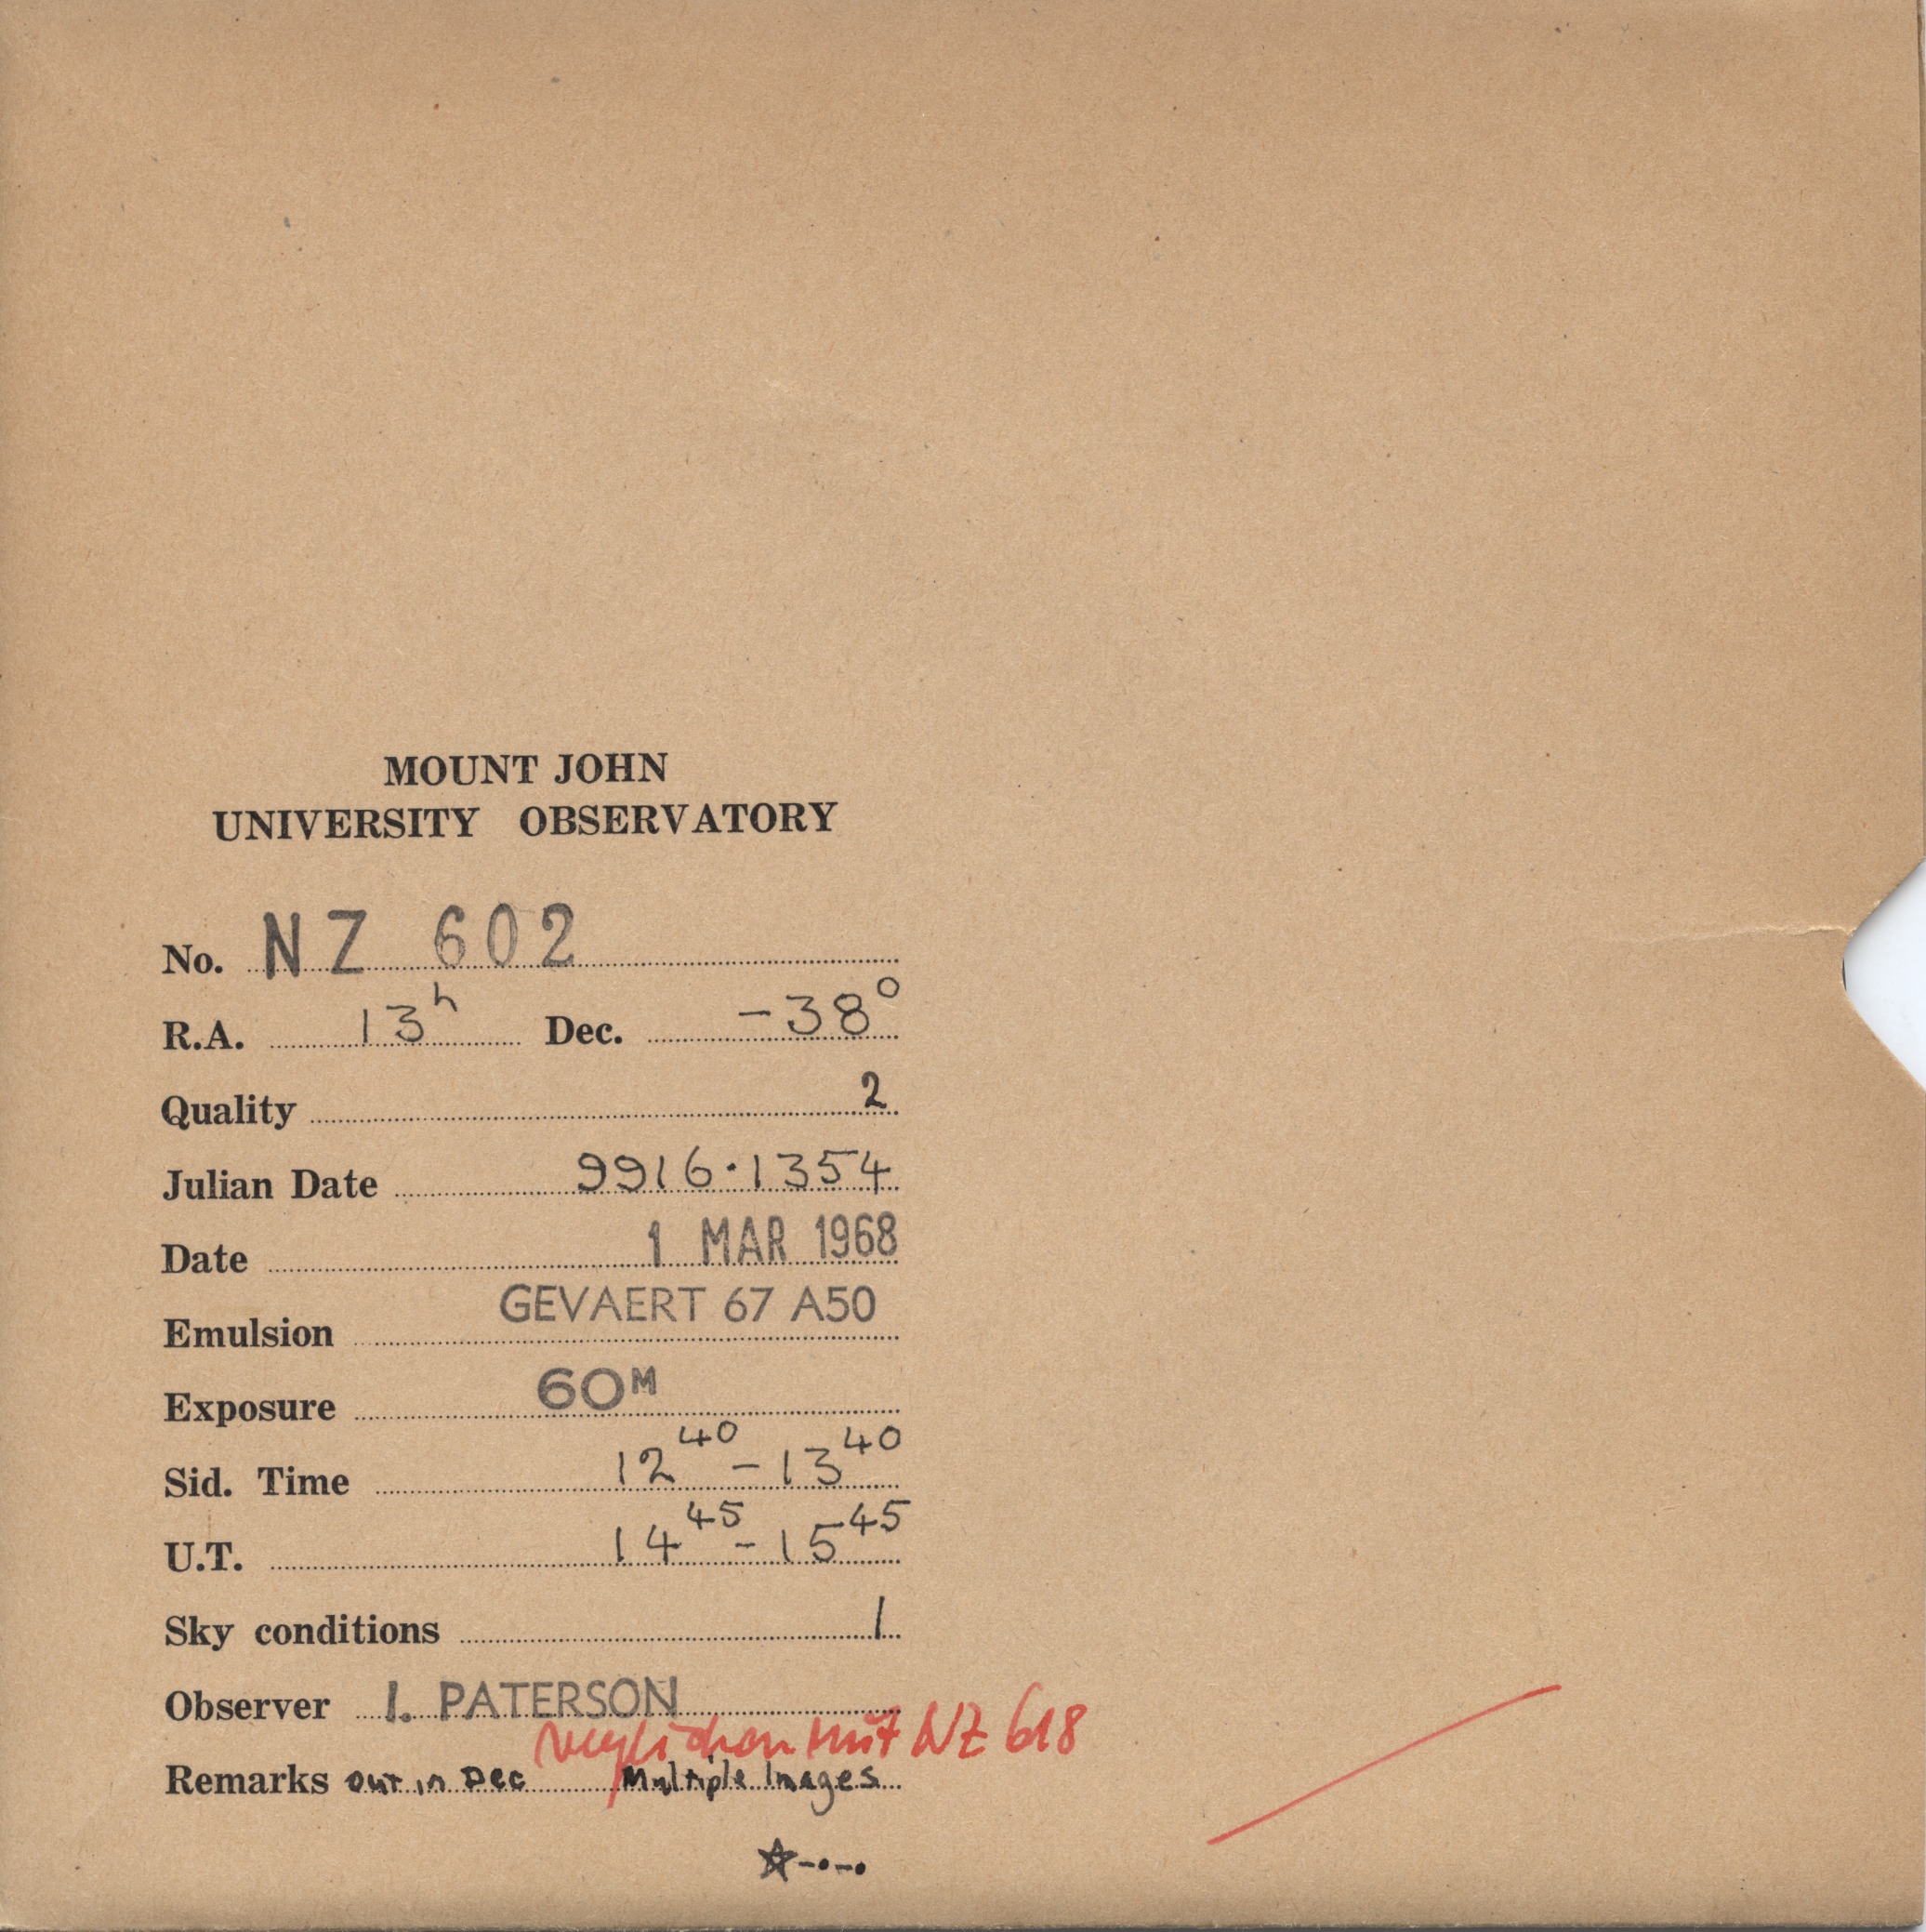 MOUNT JOHN
UNIVERSITY OBSERVATORY
No. NZ 602
R.A. 13h Dec. -38°
Quality 2
Julian Date 9916·1354
Date 1 MAR 1968
Emulsion GEVAERT 67 A50
Exposure 60M
Sid. Time 12 40 - 13 40
U.T. 14 45 - 15 45
Sky conditions 1
Observer I. PATERSON
verglichen mit NZ 618
Remarks out in Dec Multiple Images